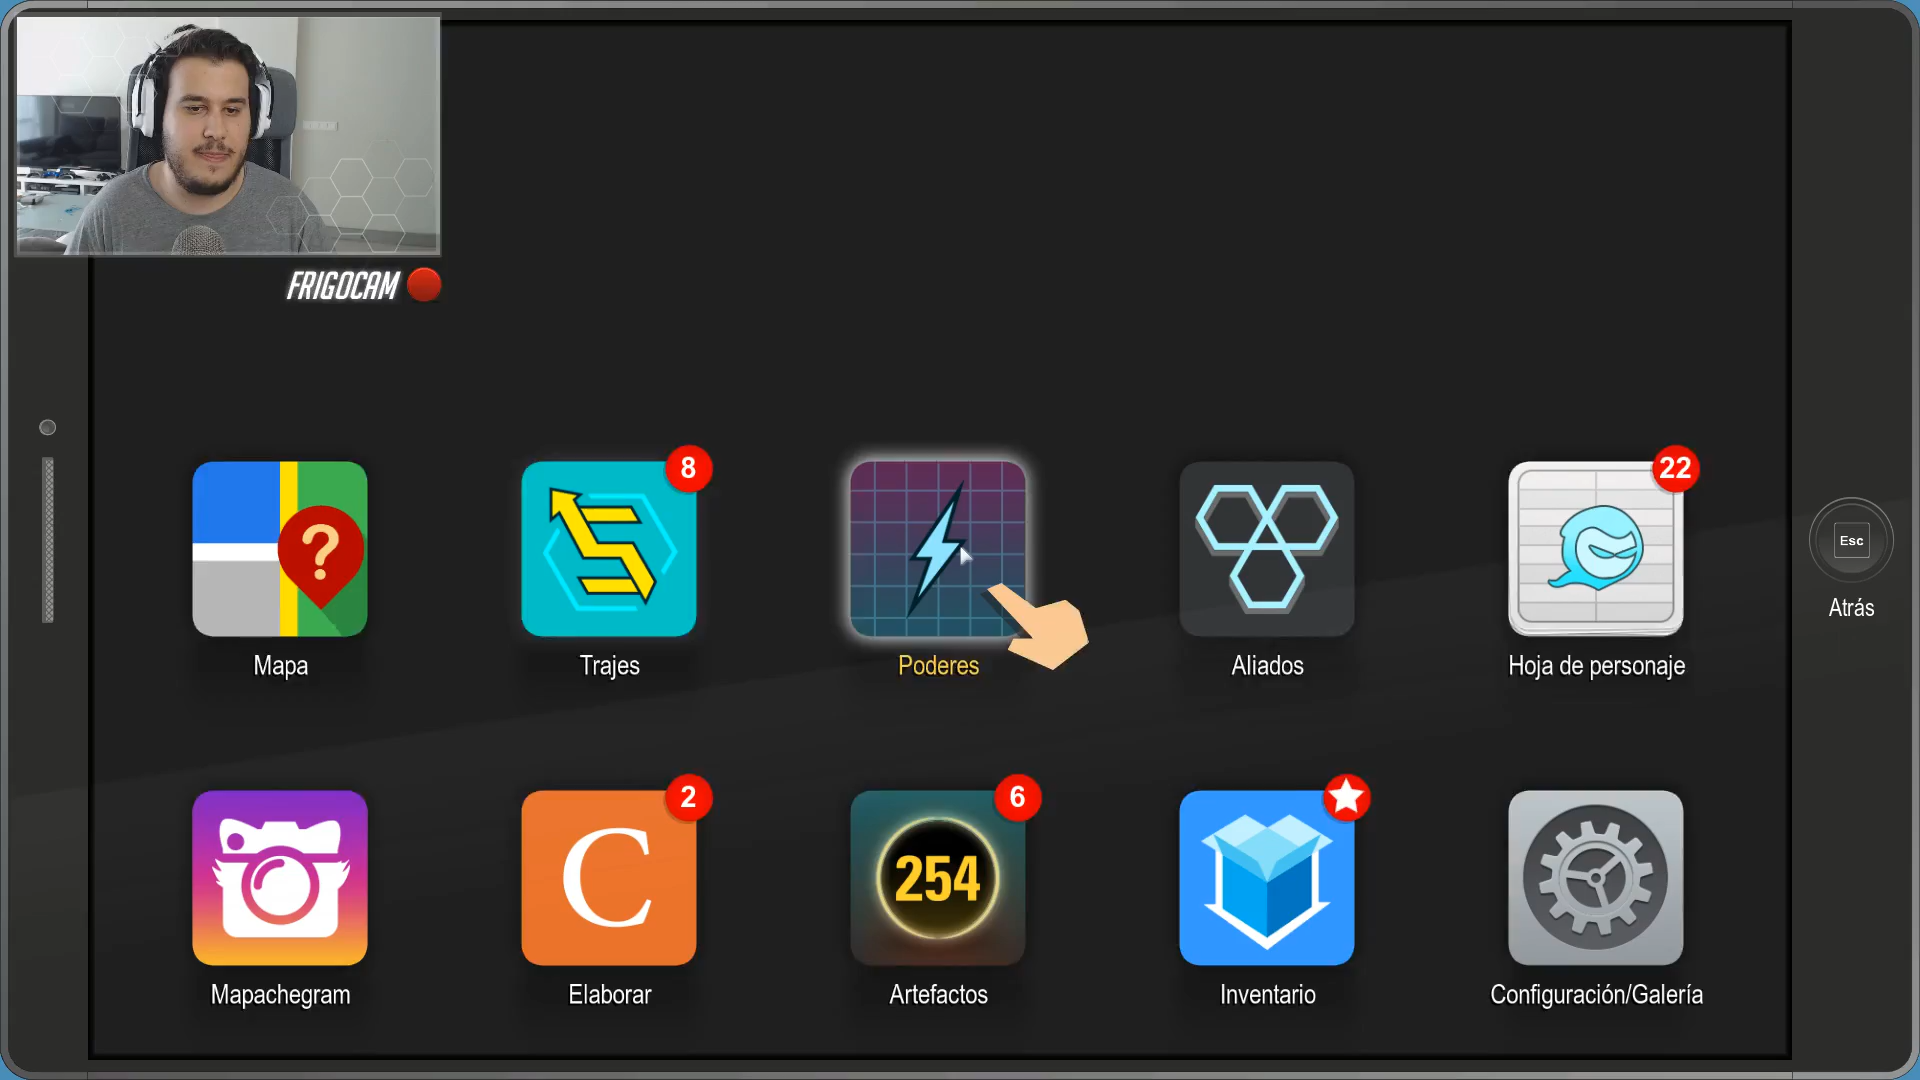 FRIGOCAM
8
22
?
Esc
Atrás
Mapa
Trajes
Poderes
Aliados
Hoja de personaje
2
6
C
254
Mapachegram
Elaborar
Artefactos
Inventario
Configuración/Galería